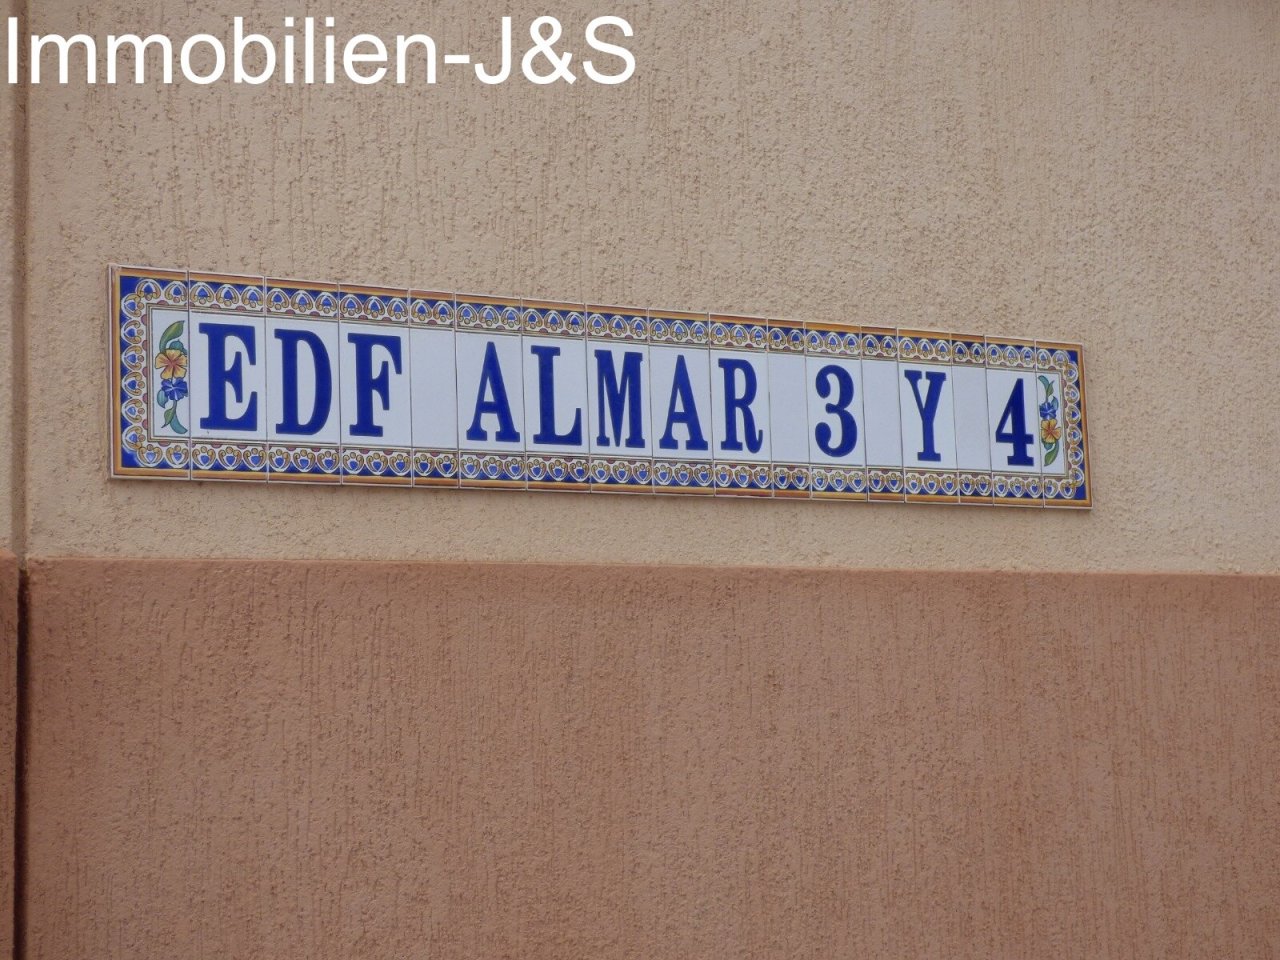 Immobilien-J&S
EDF ALMAR 3 Y 4